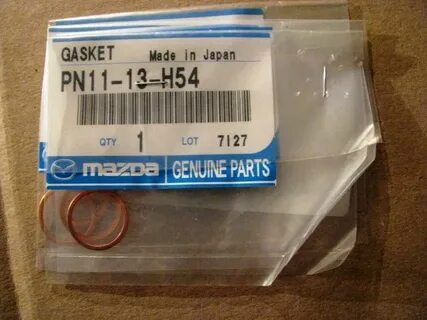 GASKET Made in Japan
PN11-13-H54
QTY 1 LOT 7127
mazda GENUINE PARTS